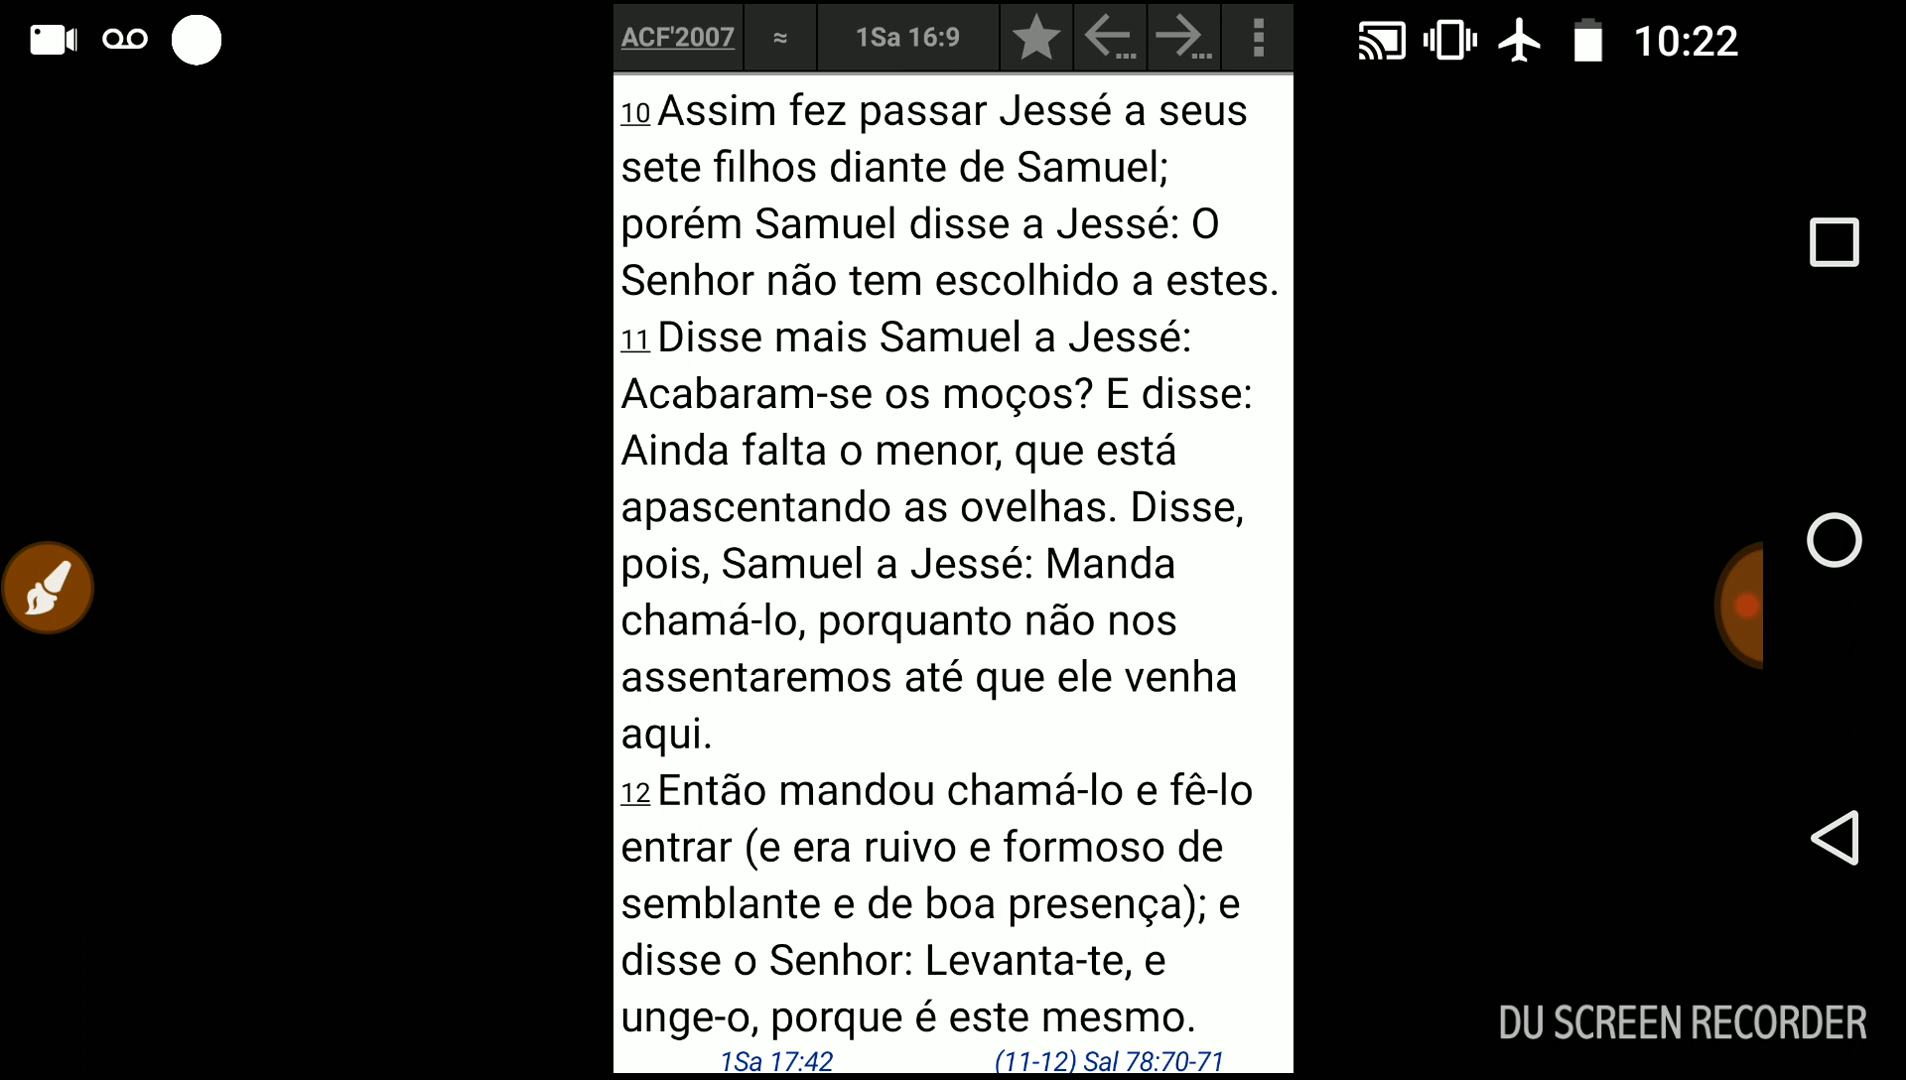 ACF'2007 ≈ 1Sa 16:9
10:22
10 Assim fez passar Jessé a seus
sete filhos diante de Samuel;
porém Samuel disse a Jessé: O
Senhor não tem escolhido a estes.
11 Disse mais Samuel a Jessé:
Acabaram-se os moços? E disse:
Ainda falta o menor, que está
apascentando as ovelhas. Disse,
pois, Samuel a Jessé: Manda
chamá-lo, porquanto não nos
assentaremos até que ele venha
aqui.
12 Então mandou chamá-lo e fê-lo
entrar (e era ruivo e formoso de
semblante e de boa presença); e
disse o Senhor: Levanta-te, e
unge-o, porque é este mesmo.
1Sa 17:42 (11-12) Sal 78:70-71
DU SCREEN RECORDER